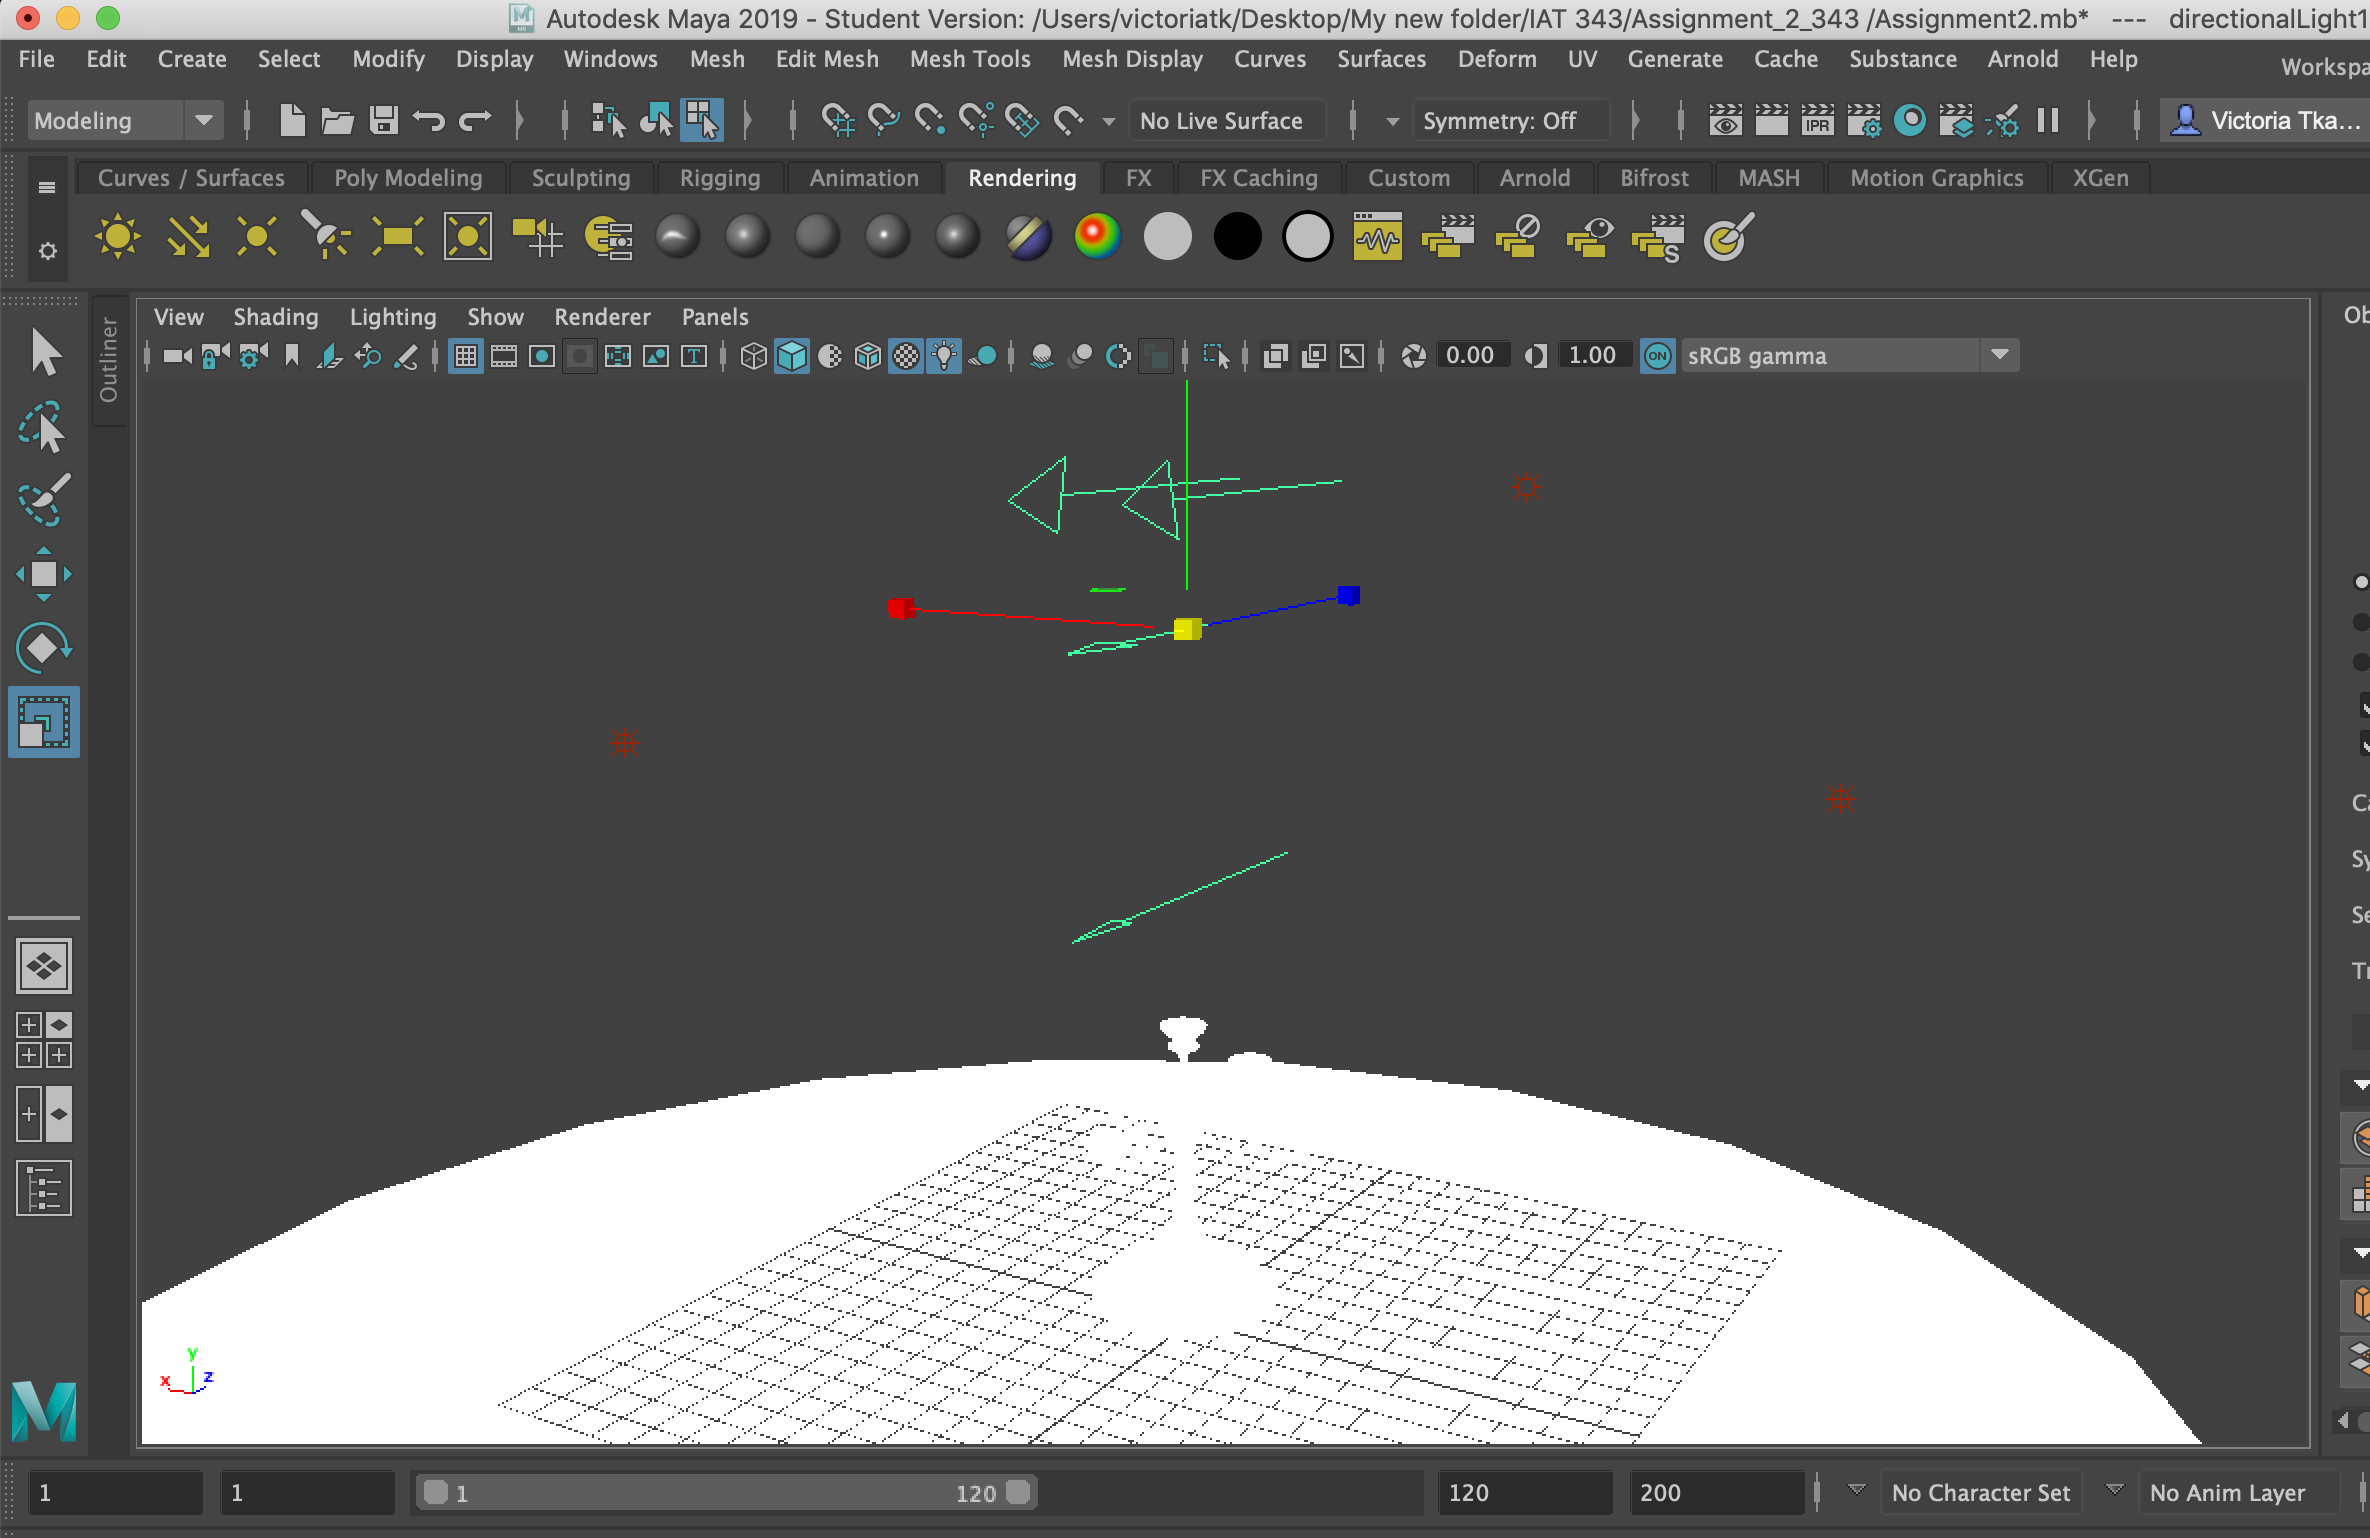 Autodesk Maya 2019 - Student Version: /Users/victoriatk/Desktop/My new folder/IAT 343/Assignment_2_343 /Assignment2.mb* --- directionalLight1
File Edit Create Select Modify Display Windows Mesh Edit Mesh Mesh Tools Mesh Display Curves Surfaces Deform UV Generate Cache Substance Arnold Help Workspa
Modeling No Live Surface Symmetry: Off IPR Victoria Tka...
Curves / Surfaces Poly Modeling Sculpting Rigging Animation Rendering FX FX Caching Custom Arnold Bifrost MASH Motion Graphics XGen
S
Outliner
View Shading Lighting Show Renderer Panels
Ob
T 0.00 1.00 ON sRGB gamma
Ca
Sy
Se
Tr
y
x z
M
1 1 1 120 120 200 No Character Set No Anim Layer